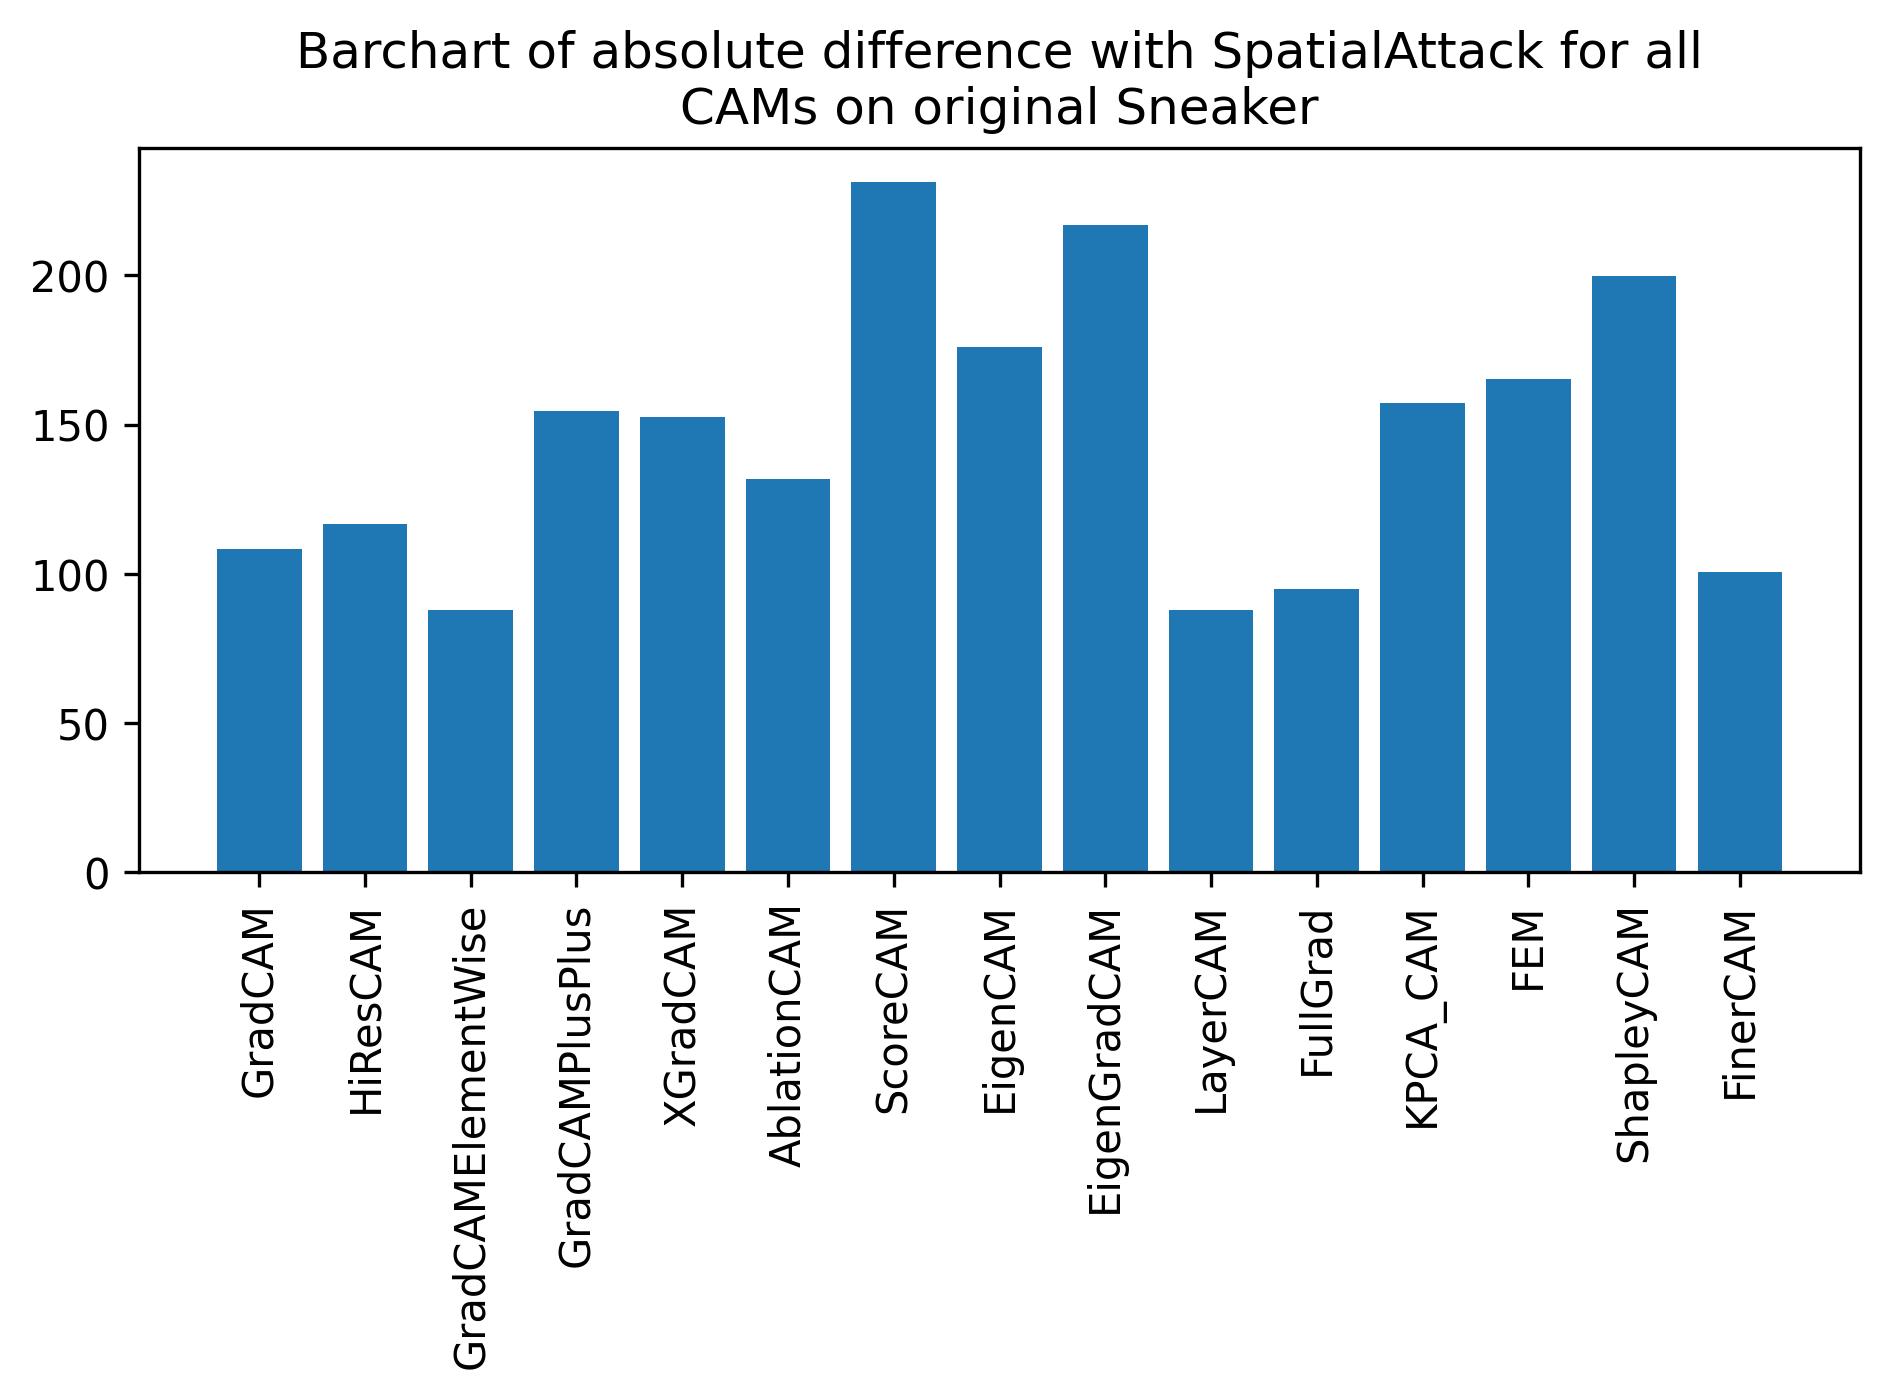 Barchart of absolute difference with SpatialAttack for all
CAMs on original Sneaker
200
150
100
50
0
GradCAM
HiResCAM
GradCAMElementWise
GradCAMPlusPlus
XGradCAM
AblationCAM
ScoreCAM
EigenCAM
EigenGradCAM
LayerCAM
FullGrad
KPCA_CAM
FEM
ShapleyCAM
FinerCAM